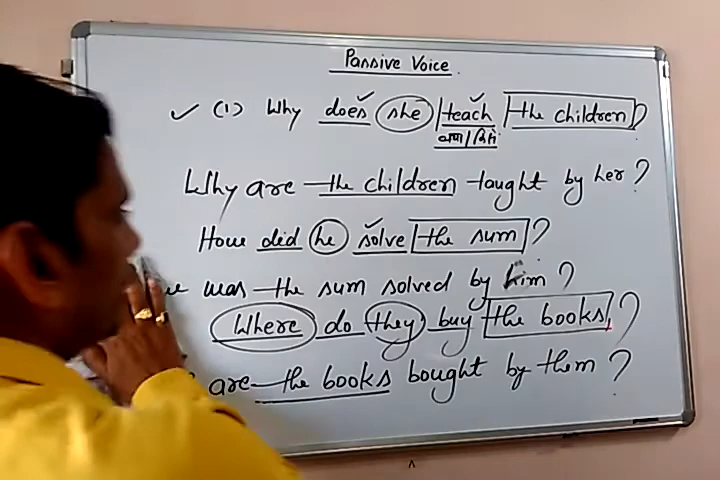 Passive Voice
(1) Why does she teach the children?
Why are the children taught by her?
How did he solve the sum?
was the sum solved by him?
Where do they buy the books?
are the books bought by them?